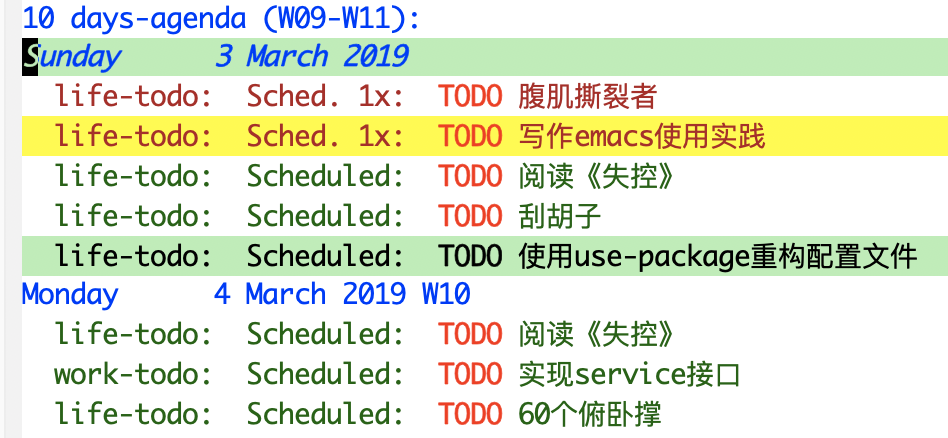 10 days-agenda (W09-W11):
Sunday      3 March 2019
  life-todo:  Sched. 1x:  TODO 腹肌撕裂者
  life-todo:  Sched. 1x:  TODO 写作emacs使用实践
  life-todo:  Scheduled:  TODO 阅读《失控》
  life-todo:  Scheduled:  TODO 刮胡子
  life-todo:  Scheduled:  TODO 使用use-package重构配置文件
Monday      4 March 2019 W10
  life-todo:  Scheduled:  TODO 阅读《失控》
  work-todo:  Scheduled:  TODO 实现service接口
  life-todo:  Scheduled:  TODO 60个俯卧撑